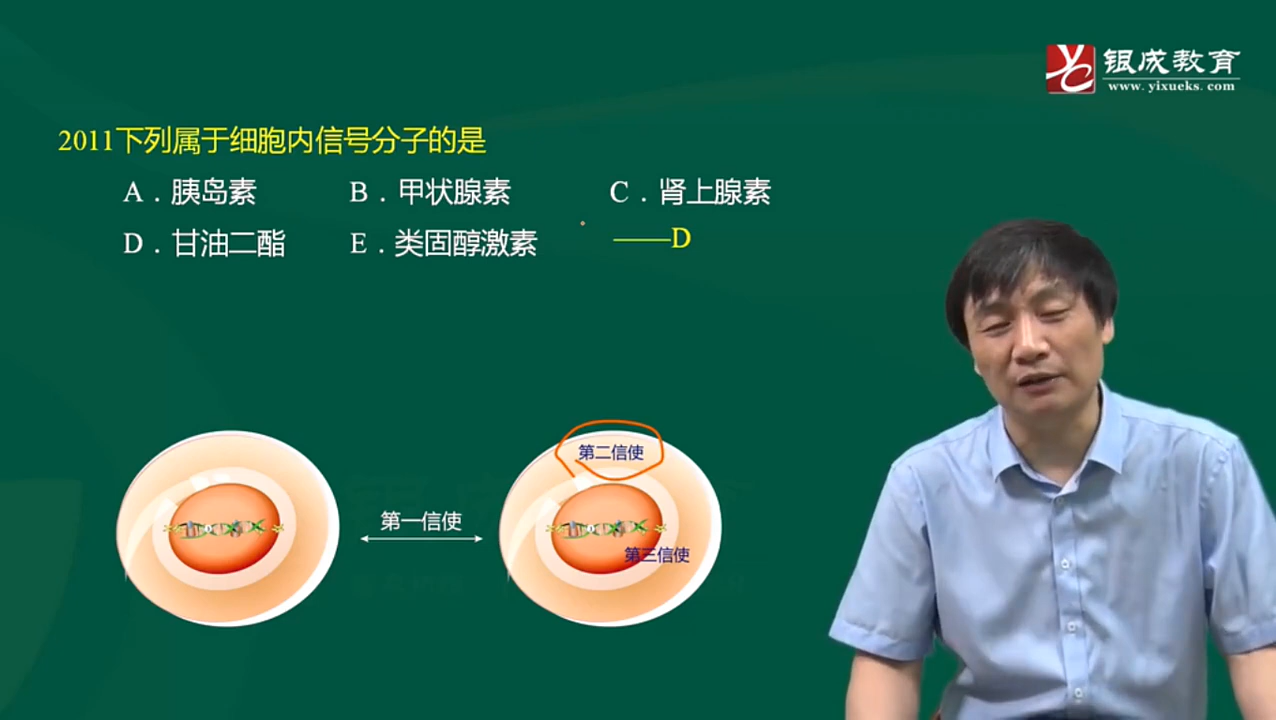 银成教育
www.yixueks.com
2011下列属于细胞内信号分子的是
A．胰岛素 B．甲状腺素 C．肾上腺素
D．甘油二酯 E．类固醇激素 ——D
第二信使
第一信使
第三信使